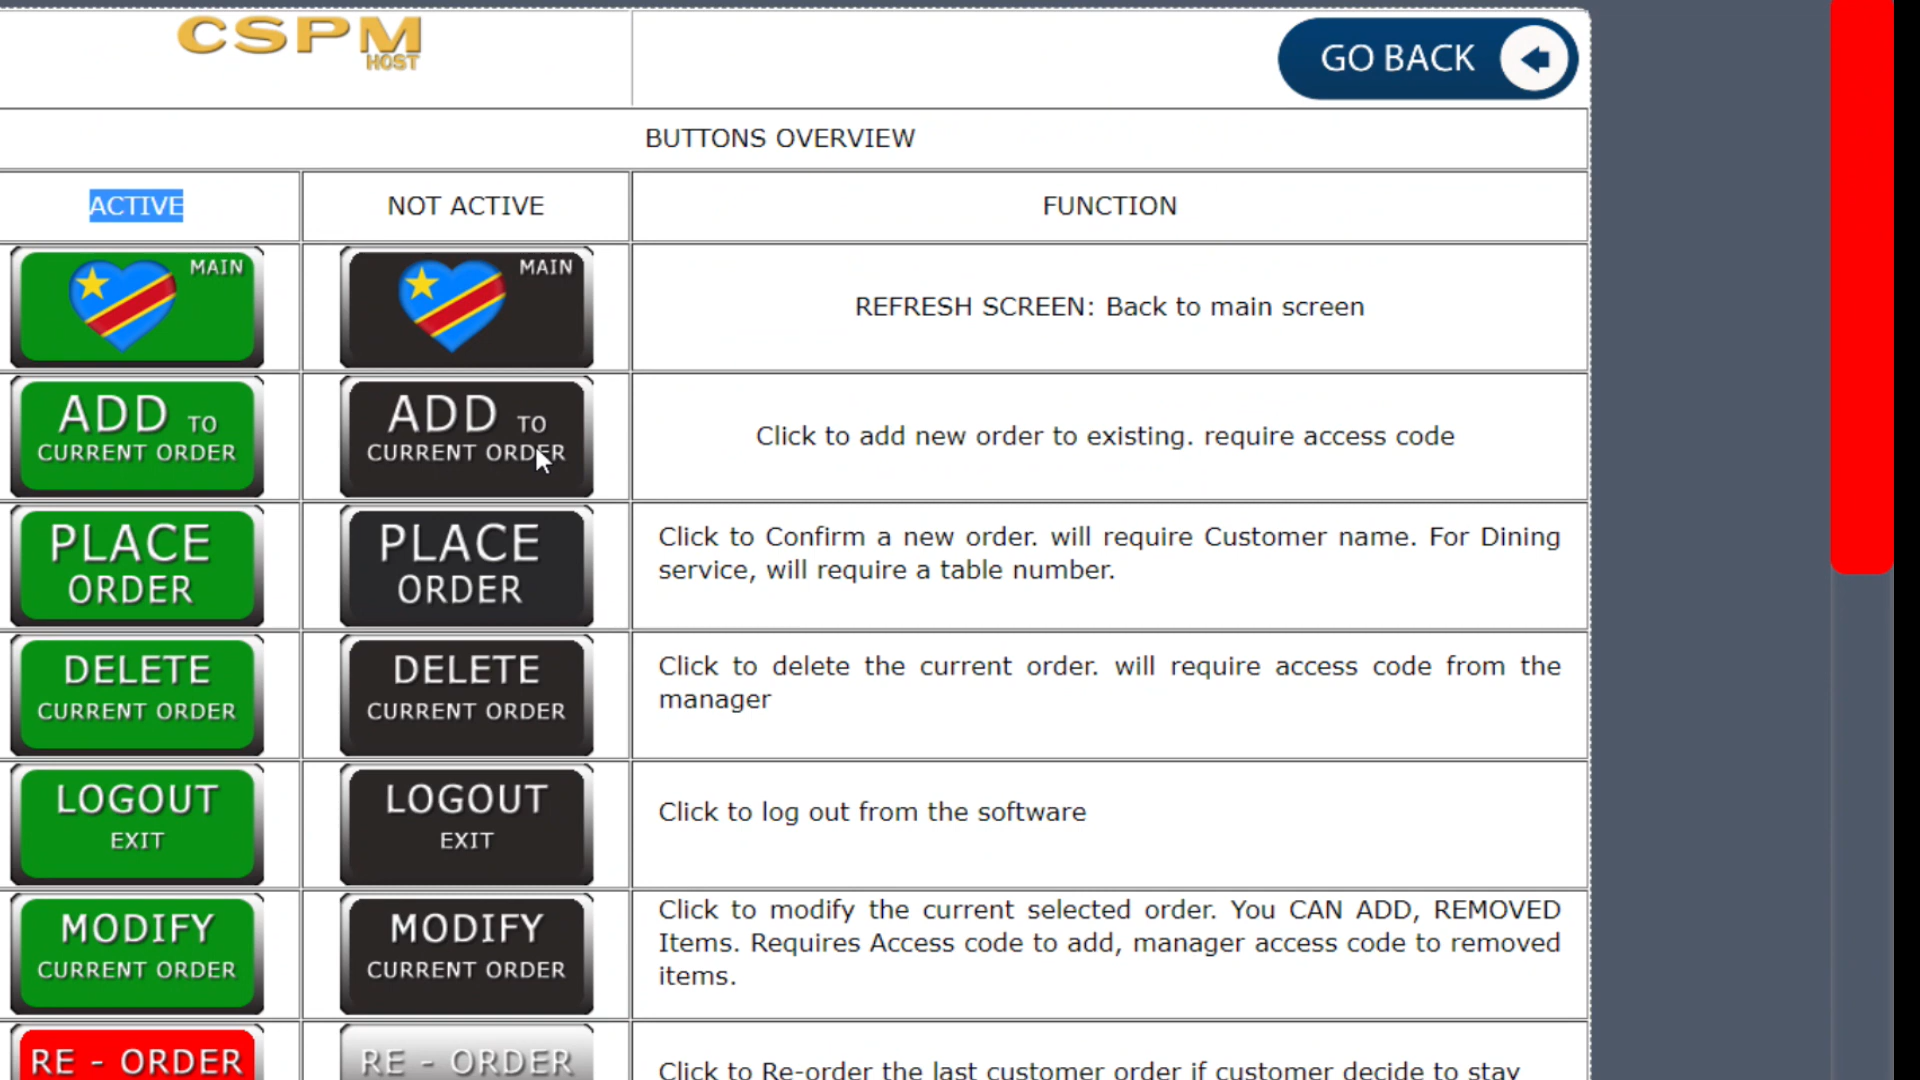 CSPM
HOST
GO BACK
BUTTONS OVERVIEW
ACTIVE
NOT ACTIVE
FUNCTION
MAIN
MAIN
REFRESH SCREEN: Back to main screen
ADD TO
CURRENT ORDER
ADD TO
CURRENT ORDER
Click to add new order to existing. require access code
PLACE
ORDER
PLACE
ORDER
Click to Confirm a new order. will require Customer name. For Dining
service, will require a table number.
DELETE
CURRENT ORDER
DELETE
CURRENT ORDER
Click to delete the current order. will require access code from the
manager
LOGOUT
EXIT
LOGOUT
EXIT
Click to log out from the software
MODIFY
CURRENT ORDER
MODIFY
CURRENT ORDER
Click to modify the current selected order. You CAN ADD, REMOVED
Items. Requires Access code to add, manager access code to removed
items.
RE - ORDER
RE - ORDER
Click to Re-order the last customer order if customer decide to stay